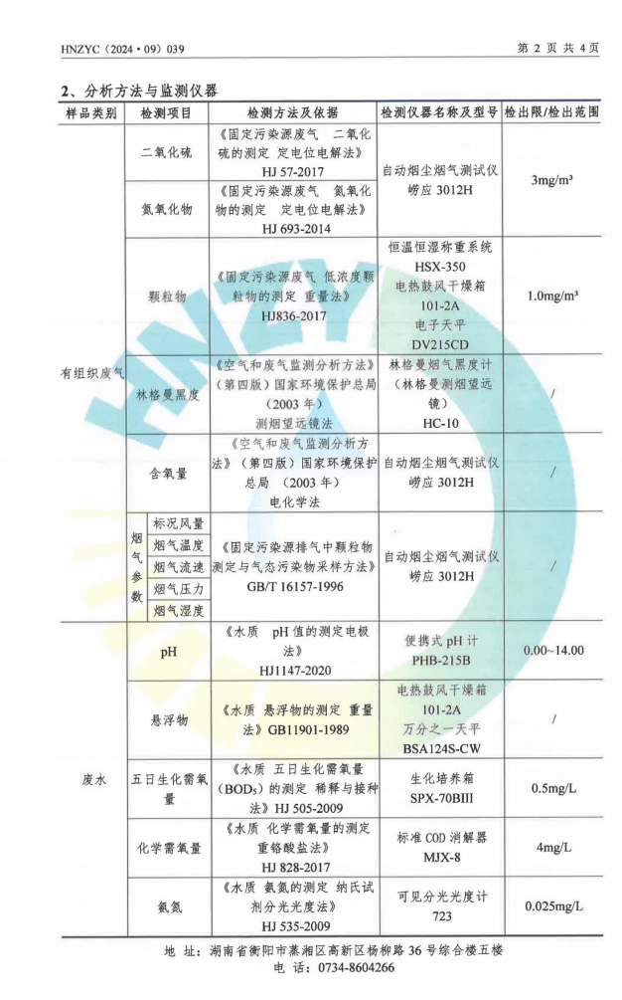 HNZYC（2024·09）039
第 2 页 共 4 页
2、分析方法与监测仪器
样品类别 检测项目 检测方法及依据 检测仪器名称及型号 检出限/检出范围
有组织废气
二氧化硫
《固定污染源废气 二氧化
硫的测定 定电位电解法》
HJ 57-2017
氮氧化物
《固定污染源废气 氮氧化
物的测定 定电位电解法》
HJ 693-2014
自动烟尘烟气测试仪
崂应 3012H
3mg/m³
颗粒物
《固定污染源废气 低浓度颗
粒物的测定 重量法》
HJ836-2017
恒温恒湿称重系统
HSX-350
电热鼓风干燥箱
101-2A
电子天平
DV215CD
1.0mg/m³
林格曼黑度
《空气和废气监测分析方法》
（第四版）国家环境保护总局
（2003 年）
测烟望远镜法
林格曼烟气黑度计
（林格曼测烟望远
镜）
HC-10
/
含氧量
《空气和废气监测分析方
法》（第四版）国家环境保护
总局 （2003 年）
电化学法
自动烟尘烟气测试仪
崂应 3012H
/
烟气参数
标况风量
烟气温度
烟气流速
烟气压力
烟气湿度
《固定污染源排气中颗粒物
测定与气态污染物采样方法》
GB/T 16157-1996
自动烟尘烟气测试仪
崂应 3012H
/
废水
pH
《水质 pH 值的测定电极
法》
HJ1147-2020
便携式 pH 计
PHB-215B
0.00~14.00
悬浮物
《水质 悬浮物的测定 重量
法》GB11901-1989
电热鼓风干燥箱
101-2A
万分之一天平
BSA124S-CW
/
五日生化需氧
量
《水质 五日生化需氧量
（BOD₅）的测定 稀释与接种
法》HJ 505-2009
生化培养箱
SPX-70BIII
0.5mg/L
化学需氧量
《水质 化学需氧量的测定
重铬酸盐法》
HJ 828-2017
标准 COD 消解器
MJX-8
4mg/L
氨氮
《水质 氨氮的测定 纳氏试
剂分光光度法》
HJ 535-2009
可见分光光度计
723
0.025mg/L
HNZY
地 址：湖南省衡阳市蒸湘区高新区杨柳路 36 号综合楼五楼
电 话：0734-8604266